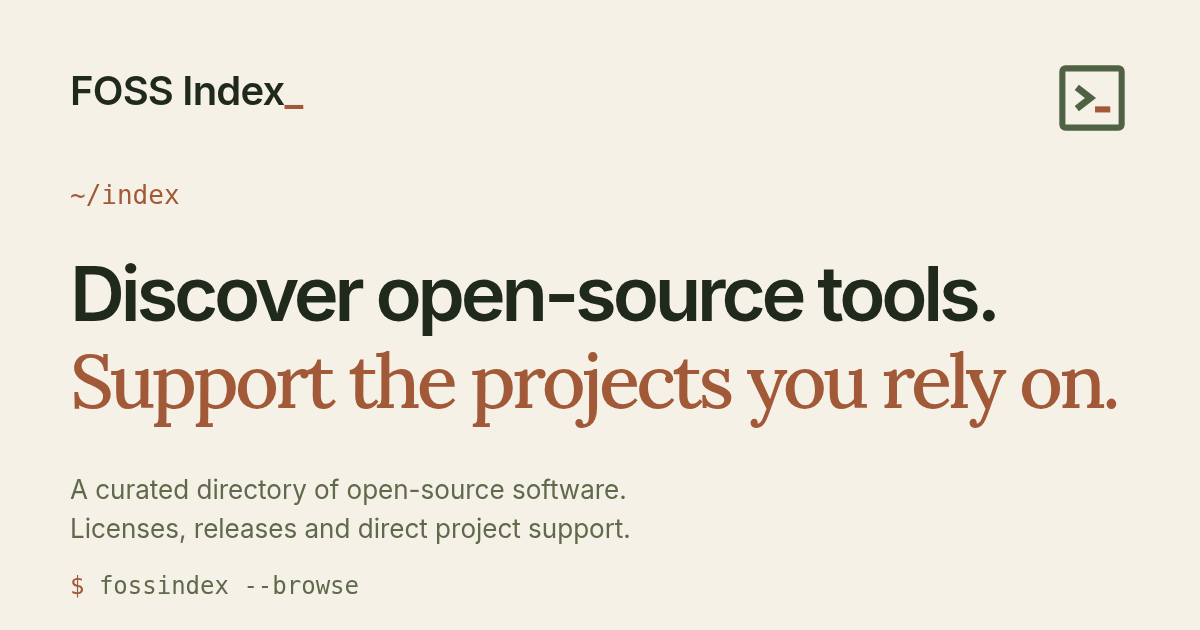 FOSS Index_
>_
~/index
Discover open-source tools.
Support the projects you rely on.
A curated directory of open-source software.
Licenses, releases and direct project support.
$ fossindex --browse